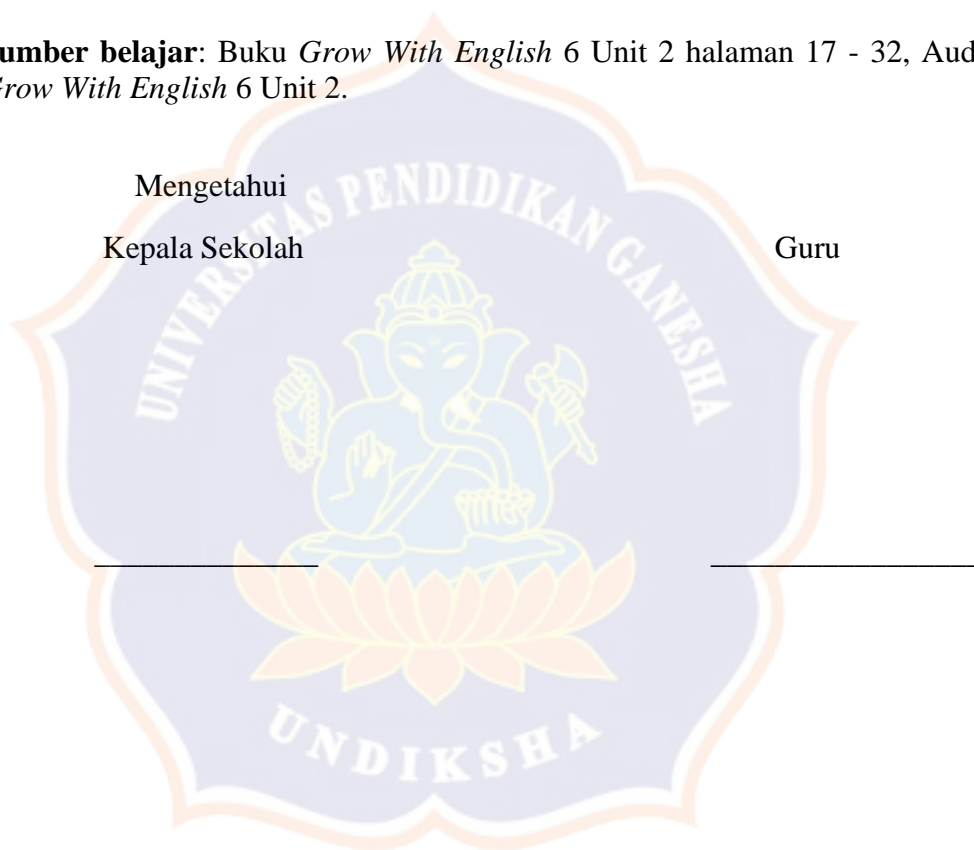 umber belajar: Buku Grow With English 6 Unit 2 halaman 17 - 32, Aud
Grow With English 6 Unit 2.
Mengetahui
Kepala Sekolah Guru
UNIVERSITAS PENDIDIKAN GANESHA
UNDIKSHA